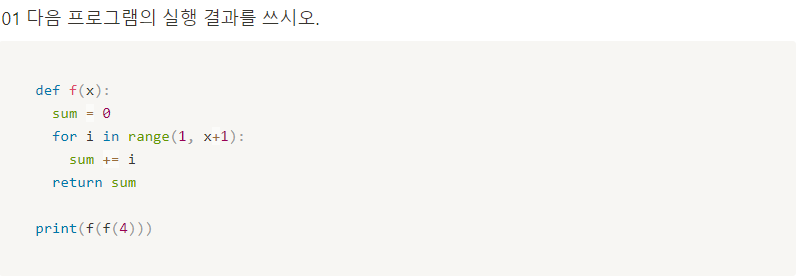 01 다음 프로그램의 실행 결과를 쓰시오.
def f(x):
  sum = 0
  for i in range(1, x+1):
    sum += i
  return sum
print(f(f(4)))